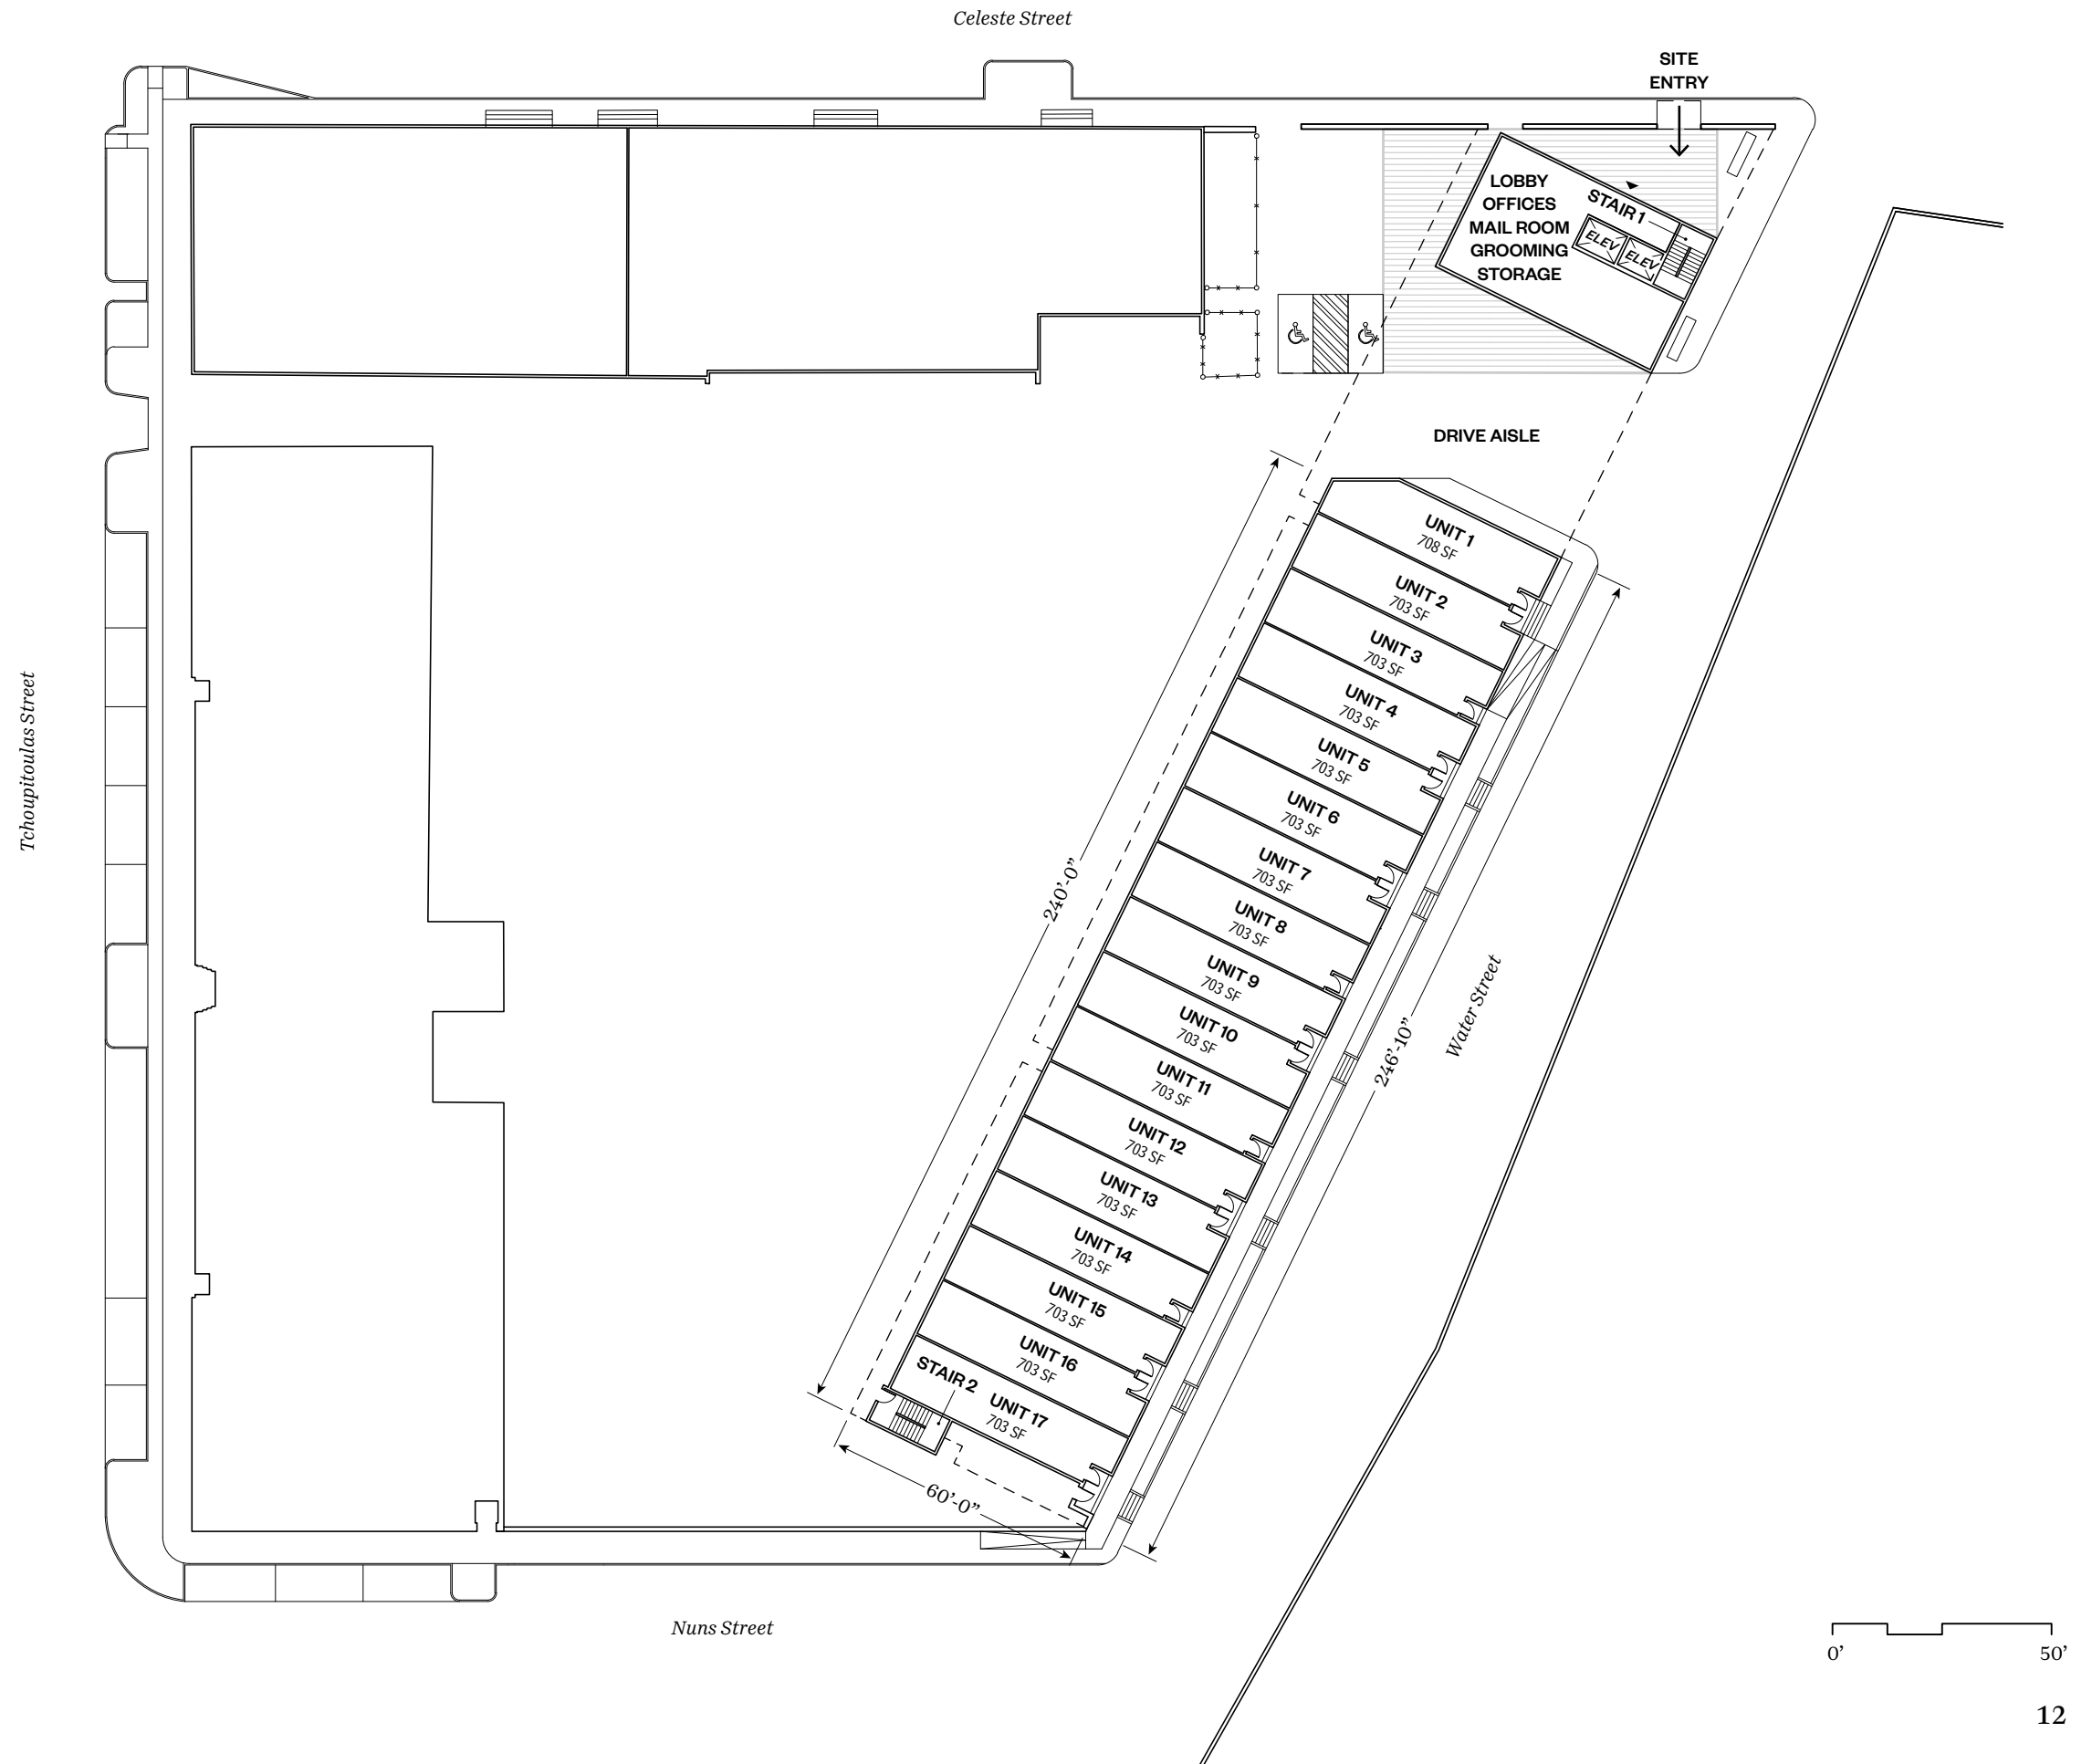 Celeste Street
SITE
ENTRY
LOBBY
OFFICES
MAIL ROOM
GROOMING
STORAGE
STAIR 1
ELEV
ELEV
DRIVE AISLE
UNIT 1
708 SF
UNIT 2
703 SF
UNIT 3
703 SF
UNIT 4
703 SF
UNIT 5
703 SF
UNIT 6
703 SF
UNIT 7
703 SF
UNIT 8
703 SF
UNIT 9
703 SF
UNIT 10
703 SF
UNIT 11
703 SF
UNIT 12
703 SF
UNIT 13
703 SF
UNIT 14
703 SF
UNIT 15
703 SF
UNIT 16
703 SF
STAIR 2
UNIT 17
703 SF
240’-0”
246’-10”
60’-0”
Tchoupitoulas Street
Water Street
Nuns Street
0’
50’
12